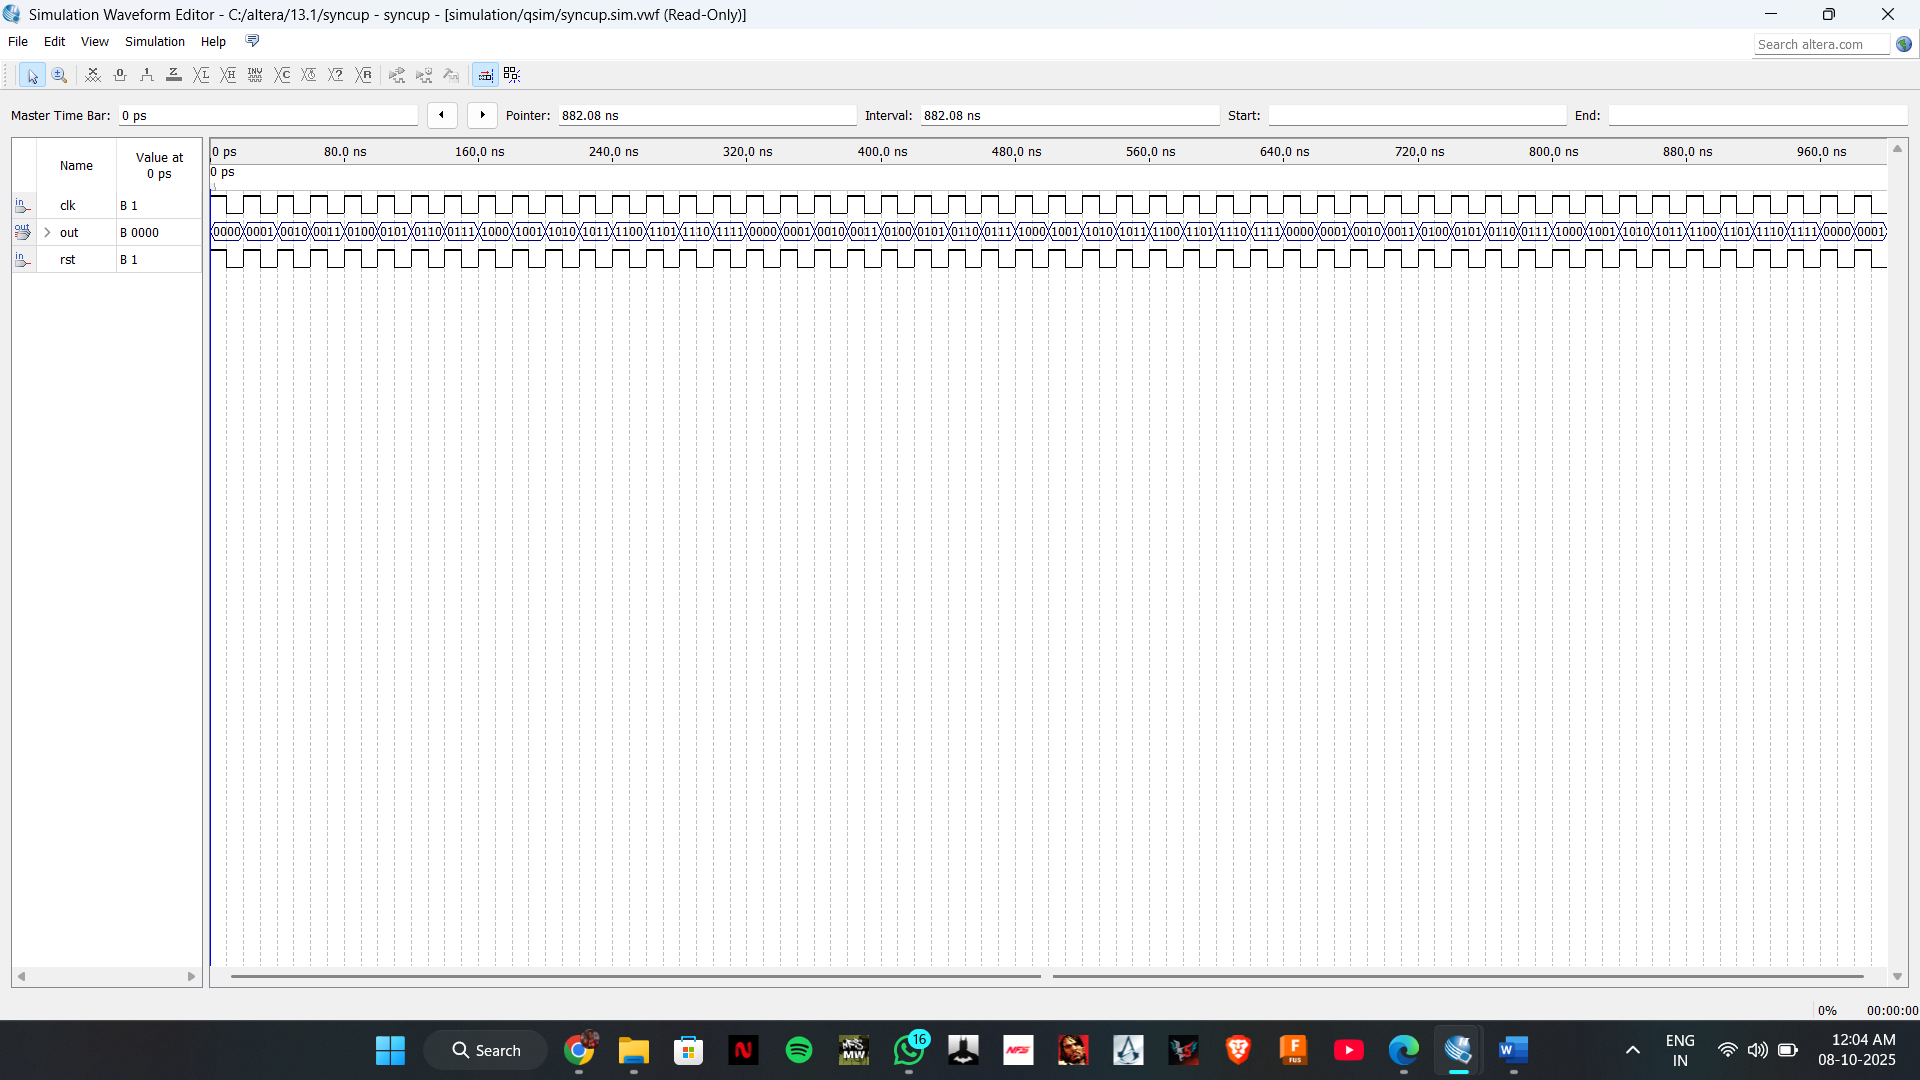 Simulation Waveform Editor - C:/altera/13.1/syncup - syncup - [simulation/qsim/syncup.sim.vwf (Read-Only)]
File Edit View Simulation Help
Search altera.com
Master Time Bar: 0 ps Pointer: 882.08 ns Interval: 882.08 ns Start: End:
Name Value at 0 ps
0 ps 80.0 ns 160.0 ns 240.0 ns 320.0 ns 400.0 ns 480.0 ns 560.0 ns 640.0 ns 720.0 ns 800.0 ns 880.0 ns 960.0 ns
0 ps
in clk B 1
out out B 0000 0000 0001 0010 0011 0100 0101 0110 0111 1000 1001 1010 1011 1100 1101 1110 1111 0000 0001 0010 0011 0100 0101 0110 0111 1000 1001 1010 1011 1100 1101 1110 1111 0000 0001 0010 0011 0100 0101 0110 0111 1000 1001 1010 1011 1100 1101 1110 1111 0000 0001
in rst B 1
0% 00:00:00
Search
16
ENG
IN
12:04 AM
08-10-2025